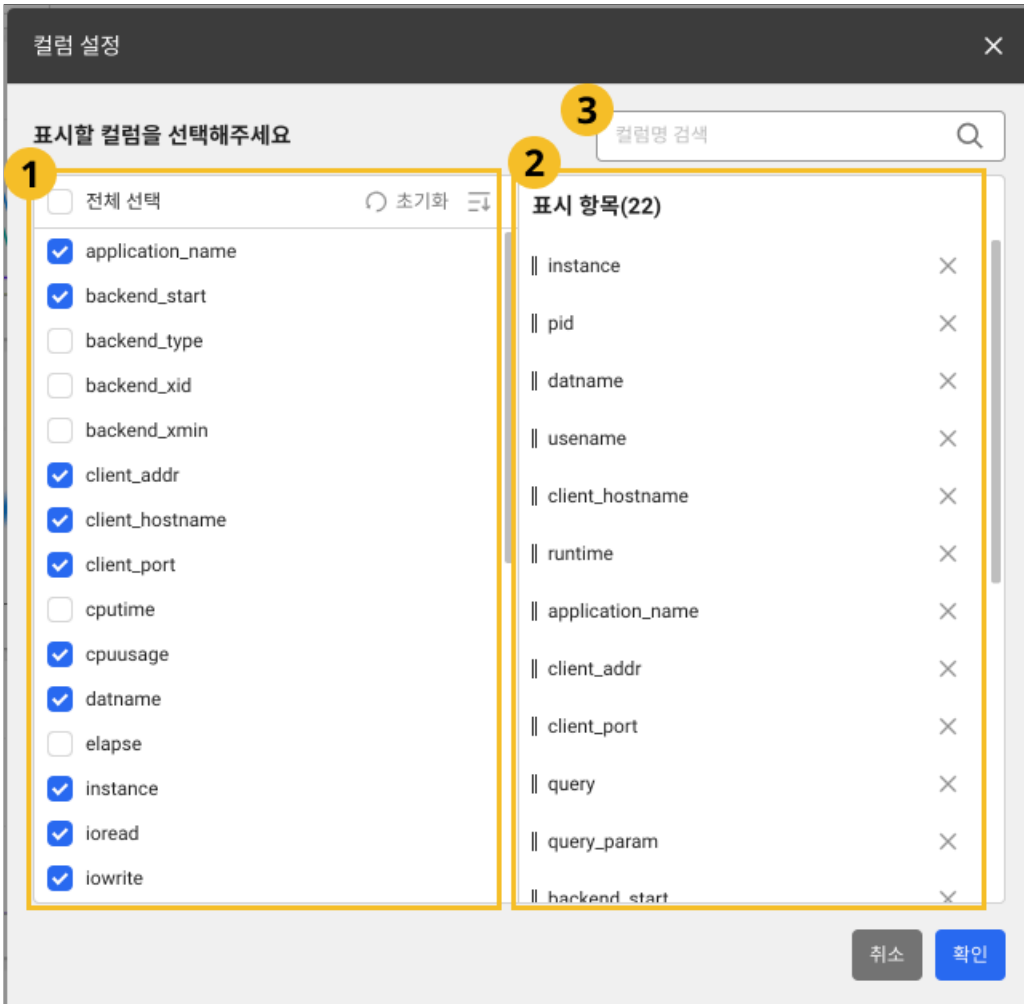 컬럼 설정
표시할 컬럼을 선택해주세요
3
컬럼명 검색
1
전체 선택
초기화
application_name
backend_start
backend_type
backend_xid
backend_xmin
client_addr
client_hostname
client_port
cputime
cpuusage
datname
elapse
instance
ioread
iowrite
2
표시 항목(22)
instance
pid
datname
usename
client_hostname
runtime
application_name
client_addr
client_port
query
query_param
backend_start
취소
확인